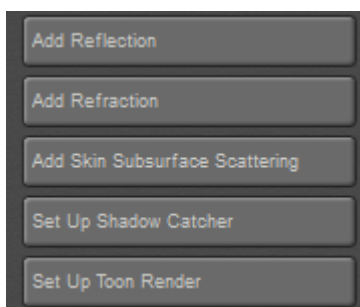 Add Reflection
Add Refraction
Add Skin Subsurface Scattering
Set Up Shadow Catcher
Set Up Toon Render